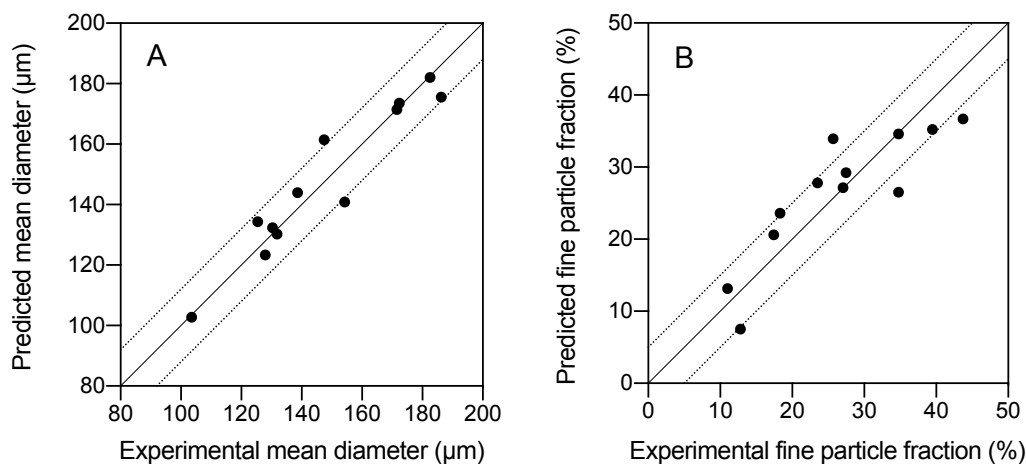 A
Predicted mean diameter (μm)
200
180
160
140
120
100
80
80 100 120 140 160 180 200
Experimental mean diameter (μm)
B
Predicted fine particle fraction (%)
50
40
30
20
10
0
0 10 20 30 40 50
Experimental fine particle fraction (%)